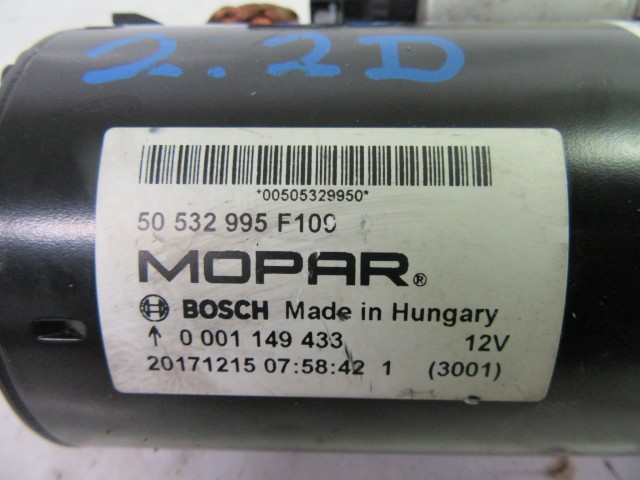 2.2D
*00505329950*
50 532 995 F109
MOPAR®
BOSCH Made in Hungary
↑ 0 001 149 433 12V
20171215 07:58:42 1 (3001)